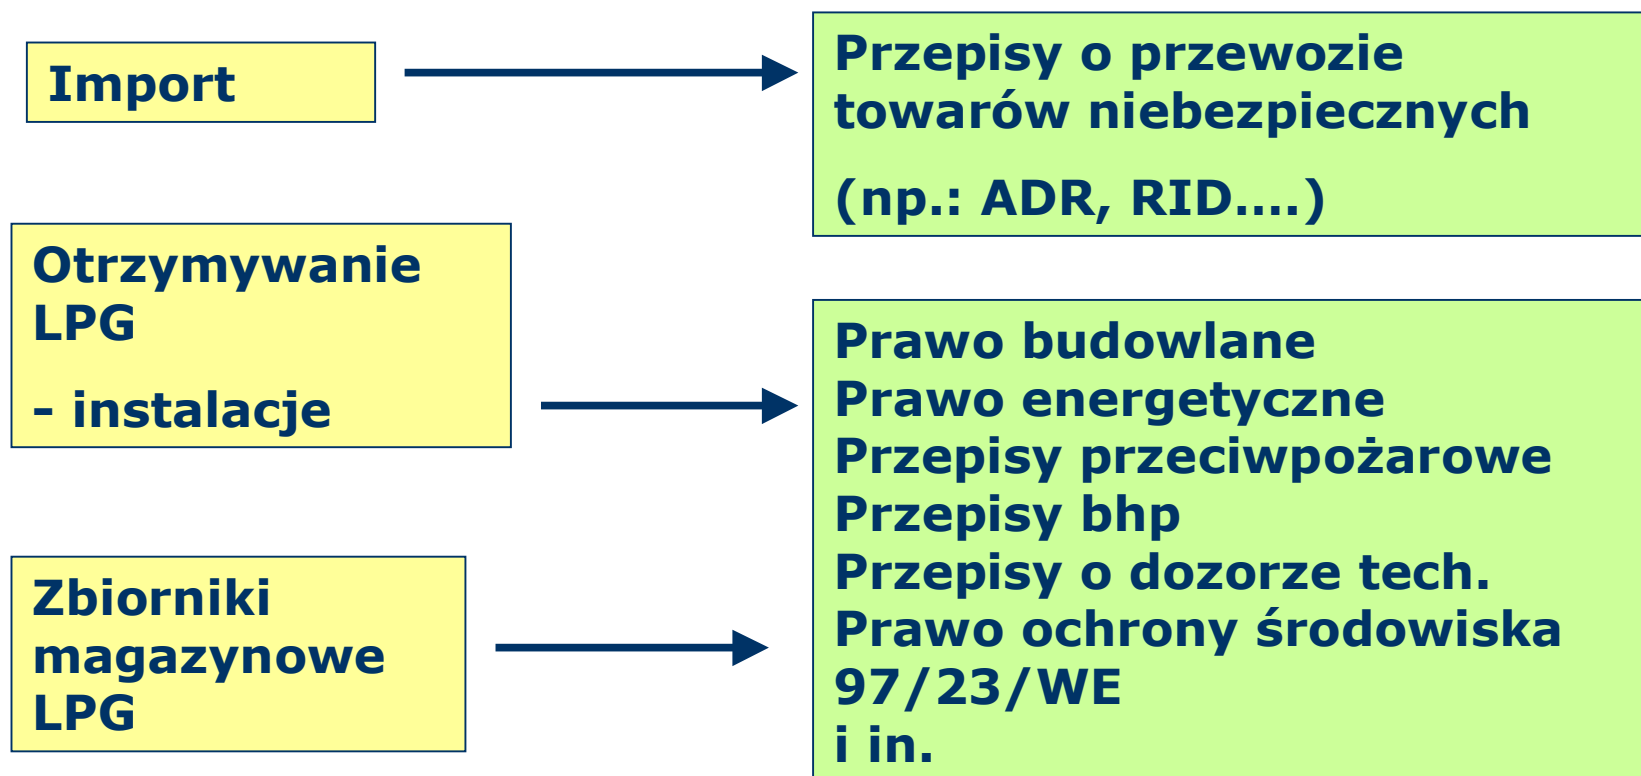 Import
Przepisy o przewozie
towarów niebezpiecznych
(np.: ADR, RID....)
Otrzymywanie
LPG
- instalacje
Zbiorniki
magazynowe
LPG
Prawo budowlane
Prawo energetyczne
Przepisy przeciwpożarowe
Przepisy bhp
Przepisy o dozorze tech.
Prawo ochrony środowiska
97/23/WE
i in.